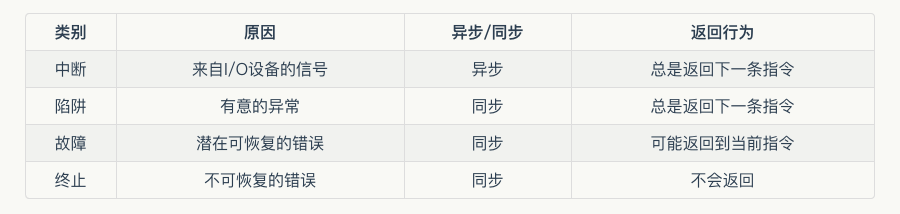 类别 原因 异步/同步 返回行为
中断 来自I/O设备的信号 异步 总是返回下一条指令
陷阱 有意的异常 同步 总是返回下一条指令
故障 潜在可恢复的错误 同步 可能返回到当前指令
终止 不可恢复的错误 同步 不会返回